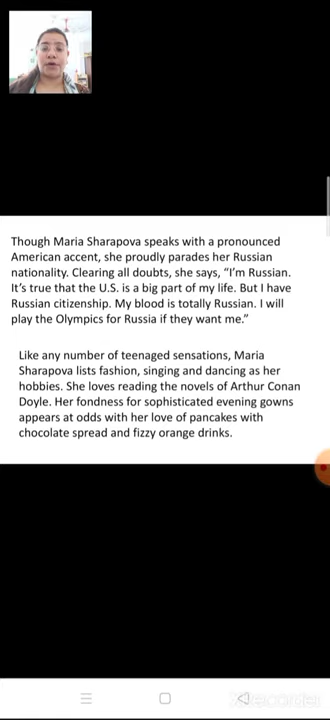 Though Maria Sharapova speaks with a pronounced
American accent, she proudly parades her Russian
nationality. Clearing all doubts, she says, “I’m Russian.
It’s true that the U.S. is a big part of my life. But I have
Russian citizenship. My blood is totally Russian. I will
play the Olympics for Russia if they want me.”
Like any number of teenaged sensations, Maria
Sharapova lists fashion, singing and dancing as her
hobbies. She loves reading the novels of Arthur Conan
Doyle. Her fondness for sophisticated evening gowns
appears at odds with her love of pancakes with
chocolate spread and fizzy orange drinks.